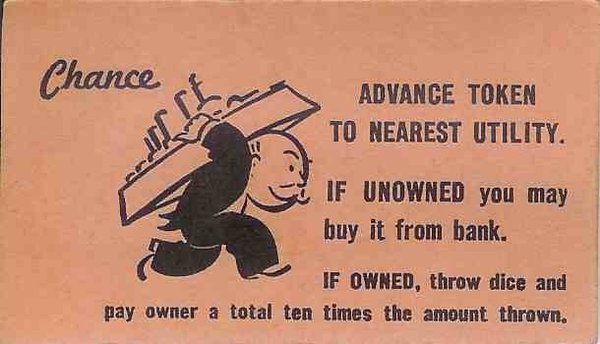 Chance
ADVANCE TOKEN
TO NEAREST UTILITY.
IF UNOWNED you may
buy it from bank.
IF OWNED, throw dice and
pay owner a total ten times the amount thrown.